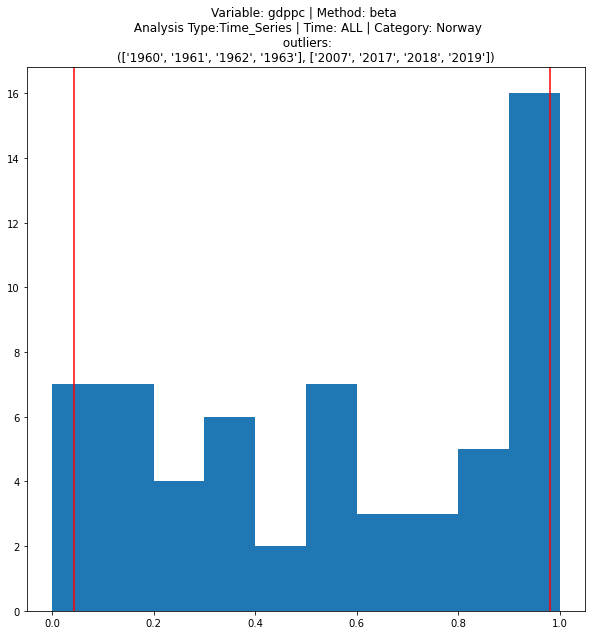 Variable: gdppc | Method: beta
Analysis Type:Time_Series | Time: ALL | Category: Norway
outliers:
(['1960', '1961', '1962', '1963'], ['2007', '2017', '2018', '2019'])
16
14
12
10
8
6
4
2
0
0.0 0.2 0.4 0.6 0.8 1.0